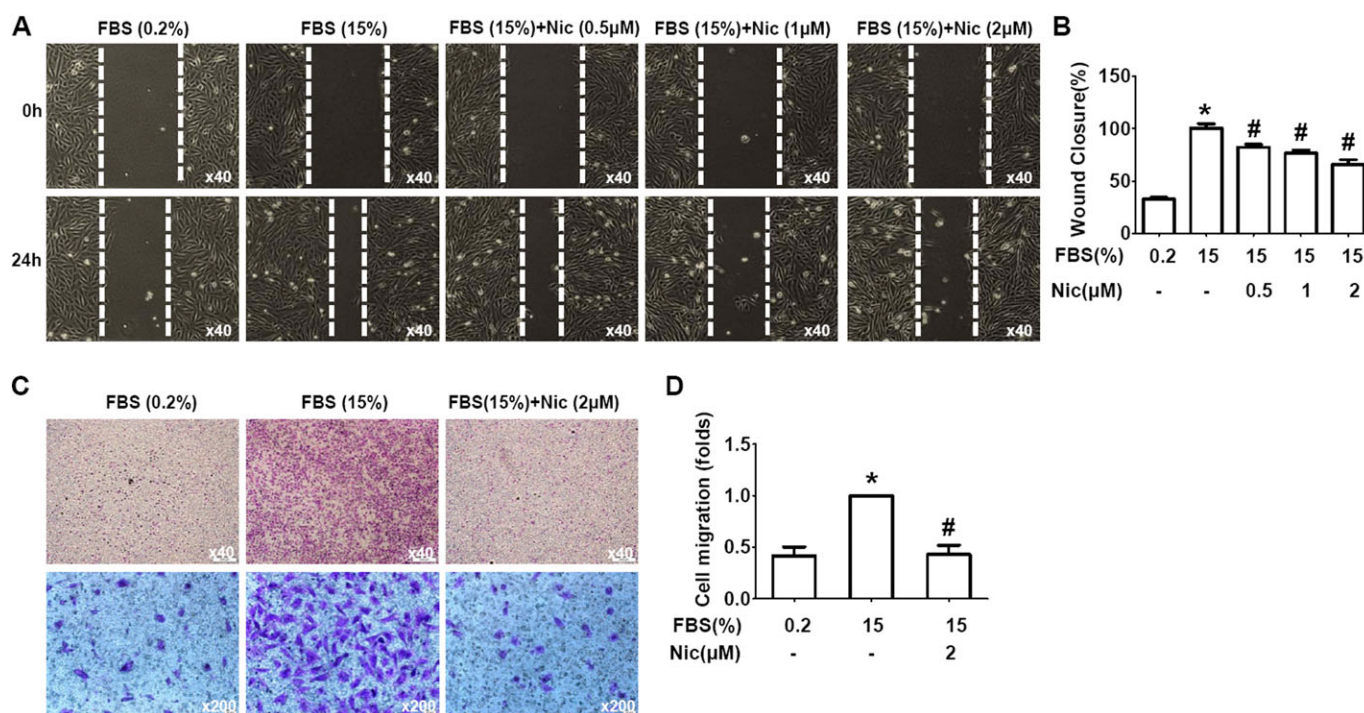 A
FBS (0.2%)
FBS (15%)
FBS (15%)+Nic (0.5μM)
FBS (15%)+Nic (1μM)
FBS (15%)+Nic (2μM)
0h
x40
x40
x40
x40
x40
24h
x40
x40
x40
x40
x40
B
Wound Closure(%)
150
100
50
0
*
#
#
#
FBS(%) 0.2 15 15 15 15
Nic(μM) - - 0.5 1 2
C
FBS (0.2%)
FBS (15%)
FBS(15%)+Nic (2μM)
x40
x40
x40
x200
x200
x200
D
Cell migration (folds)
1.5
1.0
0.5
0.0
*
#
FBS(%) 0.2 15 15
Nic(μM) - - 2